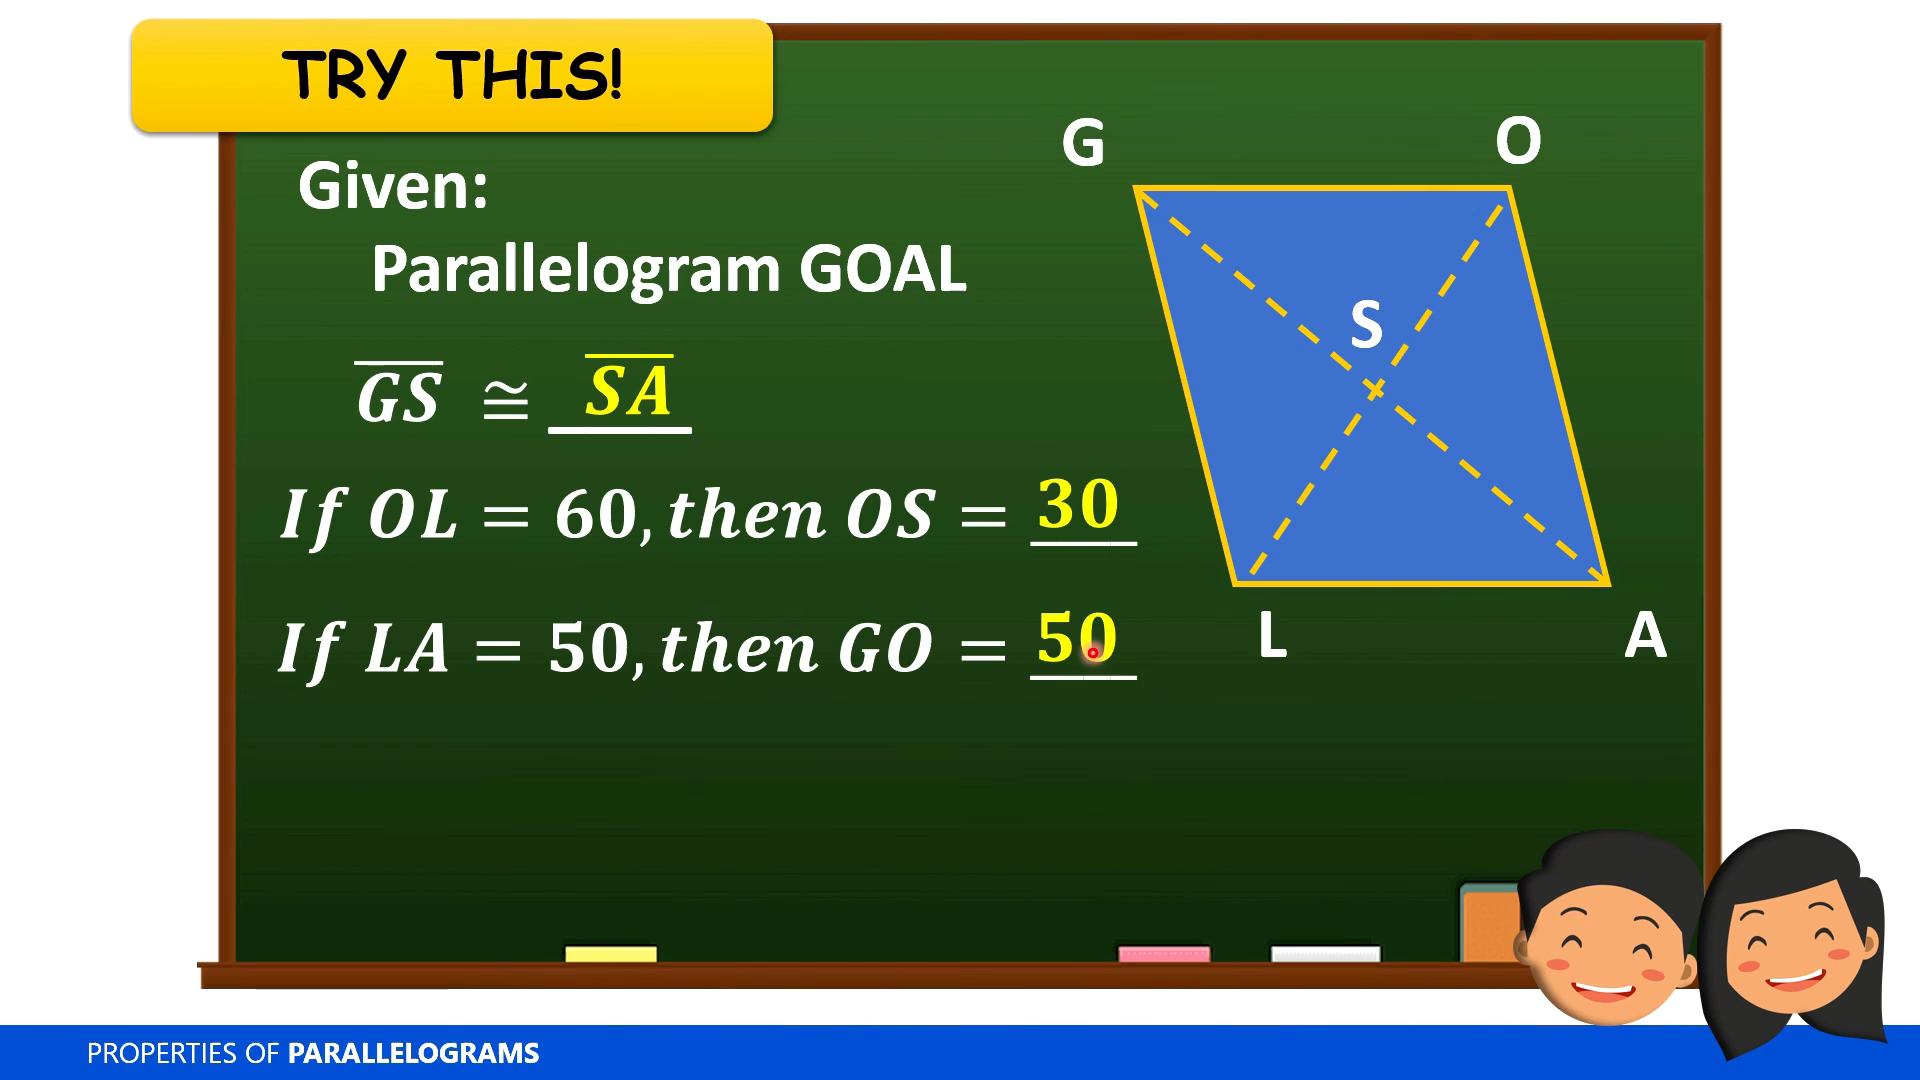 TRY THIS!
Given:
Parallelogram GOAL
GS ≅ SA
If OL = 60, then OS = 30
If LA = 50, then GO = 50
G
O
S
L
A
PROPERTIES OF PARALLELOGRAMS